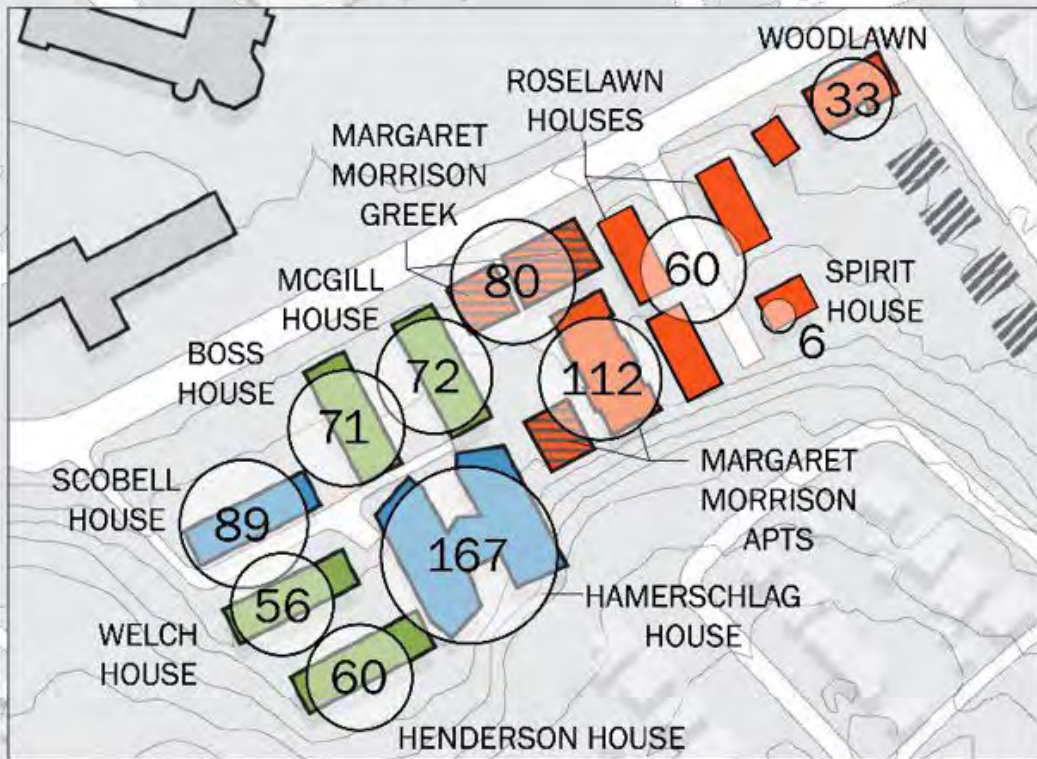 WOODLAWN
33
ROSELAWN
HOUSES
MARGARET
MORRISON
GREEK
80
60
SPIRIT
HOUSE
6
MCGILL
HOUSE
72
112
BOSS
HOUSE
71
MARGARET
MORRISON
APTS
SCOBELL
HOUSE
89
167
HAMERSCHLAG
HOUSE
56
WELCH
HOUSE
60
HENDERSON HOUSE